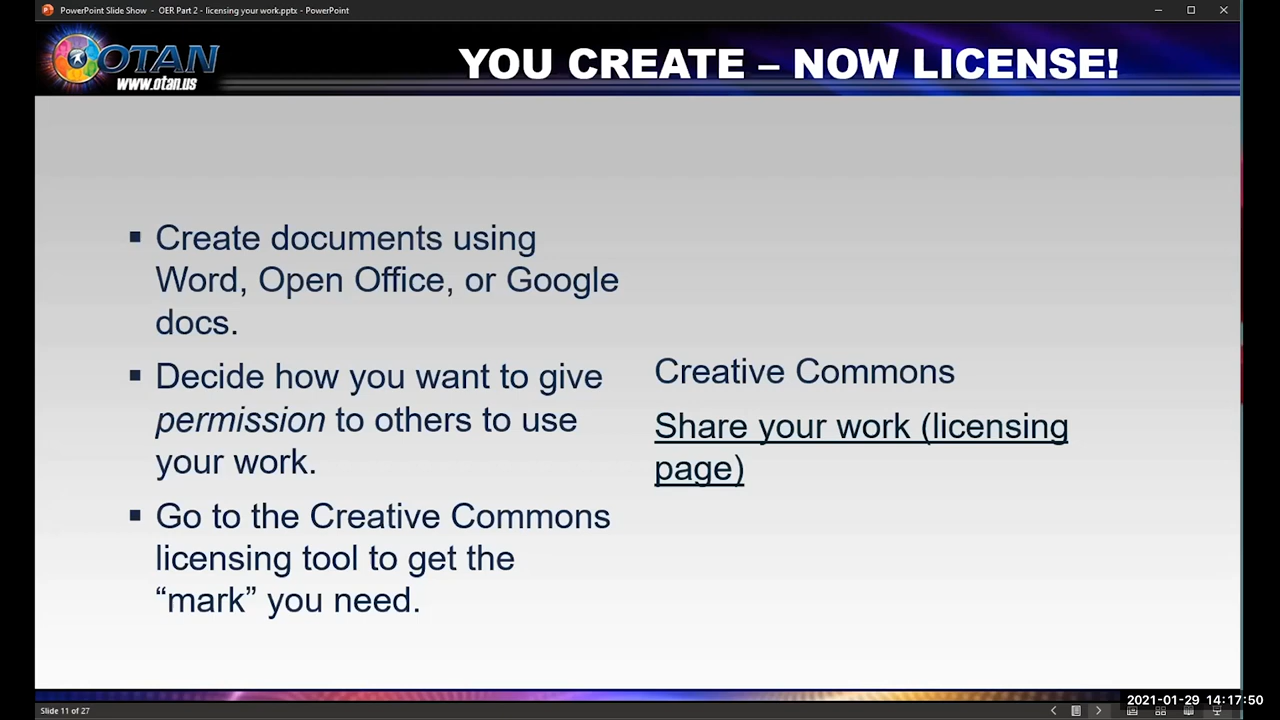 PowerPoint Slide Show - OER Part 2 - licensing your work.pptx - PowerPoint
OTAN
www.otan.us
YOU CREATE – NOW LICENSE!
▪ Create documents using
Word, Open Office, or Google
docs.
▪ Decide how you want to give
permission to others to use
your work.
▪ Go to the Creative Commons
licensing tool to get the
“mark” you need.
Creative Commons
Share your work (licensing
page)
2021-01-29 14:17:50
Slide 11 of 27